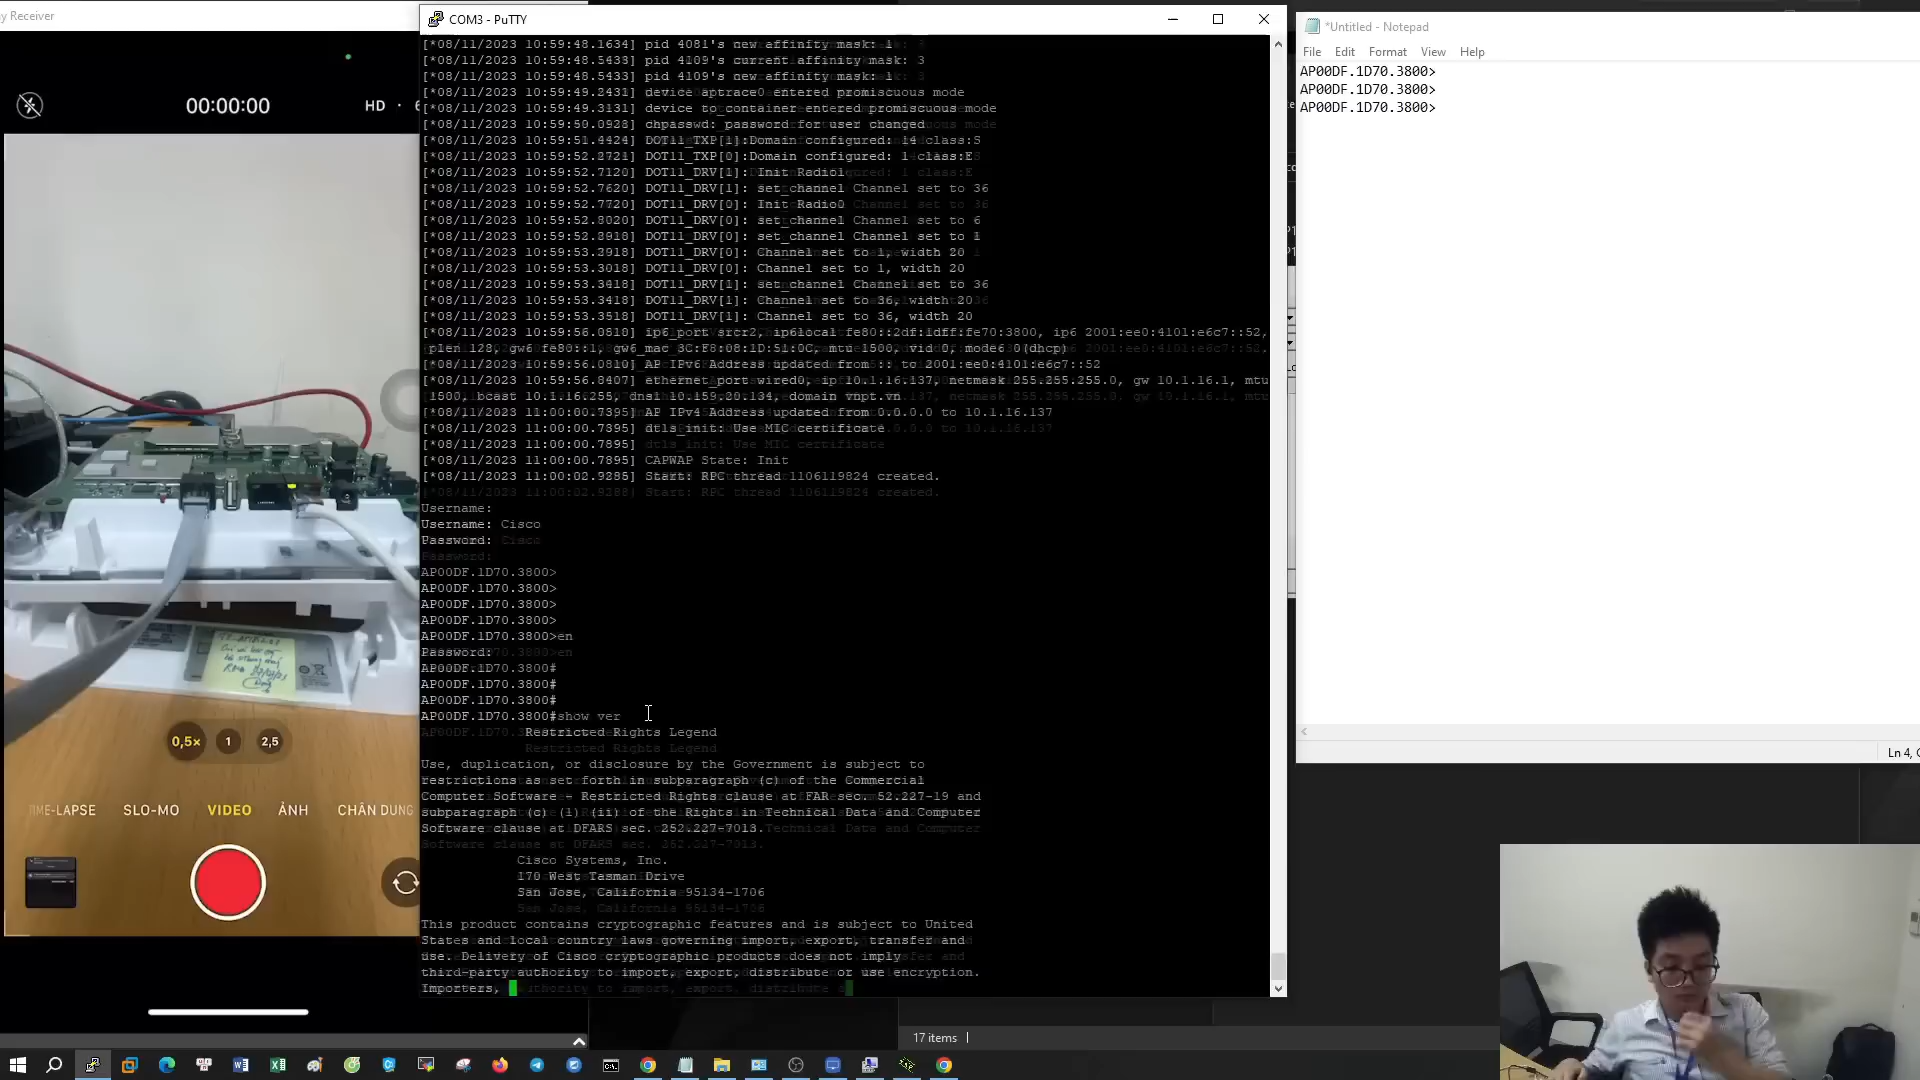 y Receiver
00:00:00
HD
0,5×
1
2,5
SLO-MO
VIDEO
ẢNH
CHÂN DUNG
COM3 - PuTTY
[*08/11/2023 10:59:48.1634] pid 4081's new affinity mask: 1
[*08/11/2023 10:59:48.5433] pid 4109's current affinity mask: 3
[*08/11/2023 10:59:48.5433] pid 4109's new affinity mask: 1
[*08/11/2023 10:59:49.2431] device aptrace0 entered promiscuous mode
[*08/11/2023 10:59:49.3131] device to_container entered promiscuous mode
[*08/11/2023 10:59:50.0928] chpasswd: password for user changed
[*08/11/2023 10:59:51.4424] DOT11_TXP[1]:Domain configured: 14 class:S
[*08/11/2023 10:59:52.2721] DOT11_TXP[0]:Domain configured: 1 class:E
[*08/11/2023 10:59:52.7120] DOT11_DRV[1]: Init Radio1
[*08/11/2023 10:59:52.7620] DOT11_DRV[1]: set_channel Channel set to 36
[*08/11/2023 10:59:52.7720] DOT11_DRV[0]: Init Radio0
[*08/11/2023 10:59:52.8020] DOT11_DRV[0]: set_channel Channel set to 6
[*08/11/2023 10:59:52.8918] DOT11_DRV[0]: set_channel Channel set to 1
[*08/11/2023 10:59:53.2918] DOT11_DRV[0]: Channel set to 1, width 20
[*08/11/2023 10:59:53.3018] DOT11_DRV[0]: Channel set to 1, width 20
[*08/11/2023 10:59:53.3418] DOT11_DRV[1]: set_channel Channel set to 36
[*08/11/2023 10:59:53.3418] DOT11_DRV[1]: Channel set to 36, width 20
[*08/11/2023 10:59:53.3518] DOT11_DRV[1]: Channel set to 36, width 20
[*08/11/2023 10:59:56.0810] ip6_port srcr2, ip6local fe80::2df:1dff:fe70:3800, ip6 2001:ee0:4101:e6c7::52,
plen 128, gw6 fe80::1, gw6_mac 3C:F8:08:1D:51:0C, mtu 1500, vid 0, mode6 0(dhcp)
[*08/11/2023 10:59:56.0810] AP IPv6 Address updated from :: to 2001:ee0:4101:e6c7::52
[*08/11/2023 10:59:56.8407] ethernet_port wired0, ip 10.1.16.137, netmask 255.255.255.0, gw 10.1.16.1, mtu
1500, bcast 10.1.16.255, dns1 10.159.20.134, domain vnpt.vn
[*08/11/2023 11:00:00.7395] AP IPv4 Address updated from 0.0.0.0 to 10.1.16.137
[*08/11/2023 11:00:00.7395] dtls_init: Use MIC certificate
[*08/11/2023 11:00:00.7895]
[*08/11/2023 11:00:00.7895] CAPWAP State: Init
[*08/11/2023 11:00:02.9285] Start: RPC thread 1106119824 created.
Username:
Username: Cisco
Password:
AP00DF.1D70.3800>
AP00DF.1D70.3800>
AP00DF.1D70.3800>
AP00DF.1D70.3800>
AP00DF.1D70.3800>en
Password:
AP00DF.1D70.3800#
AP00DF.1D70.3800#
AP00DF.1D70.3800#
AP00DF.1D70.3800#show ver
Restricted Rights Legend
Use, duplication, or disclosure by the Government is subject to
restrictions as set forth in subparagraph (c) of the Commercial
Computer Software - Restricted Rights clause at FAR sec. 52.227-19 and
subparagraph (c) (1) (ii) of the Rights in Technical Data and Computer
Software clause at DFARS sec. 252.227-7013.
Cisco Systems, Inc.
170 West Tasman Drive
San Jose, California 95134-1706
This product contains cryptographic features and is subject to United
States and local country laws governing import, export, transfer and
use. Delivery of Cisco cryptographic products does not imply
third-party authority to import, export, distribute or use encryption.
Importers,
*Untitled - Notepad
File Edit Format View Help
AP00DF.1D70.3800>
AP00DF.1D70.3800>
AP00DF.1D70.3800>
Ln 4,
17 items